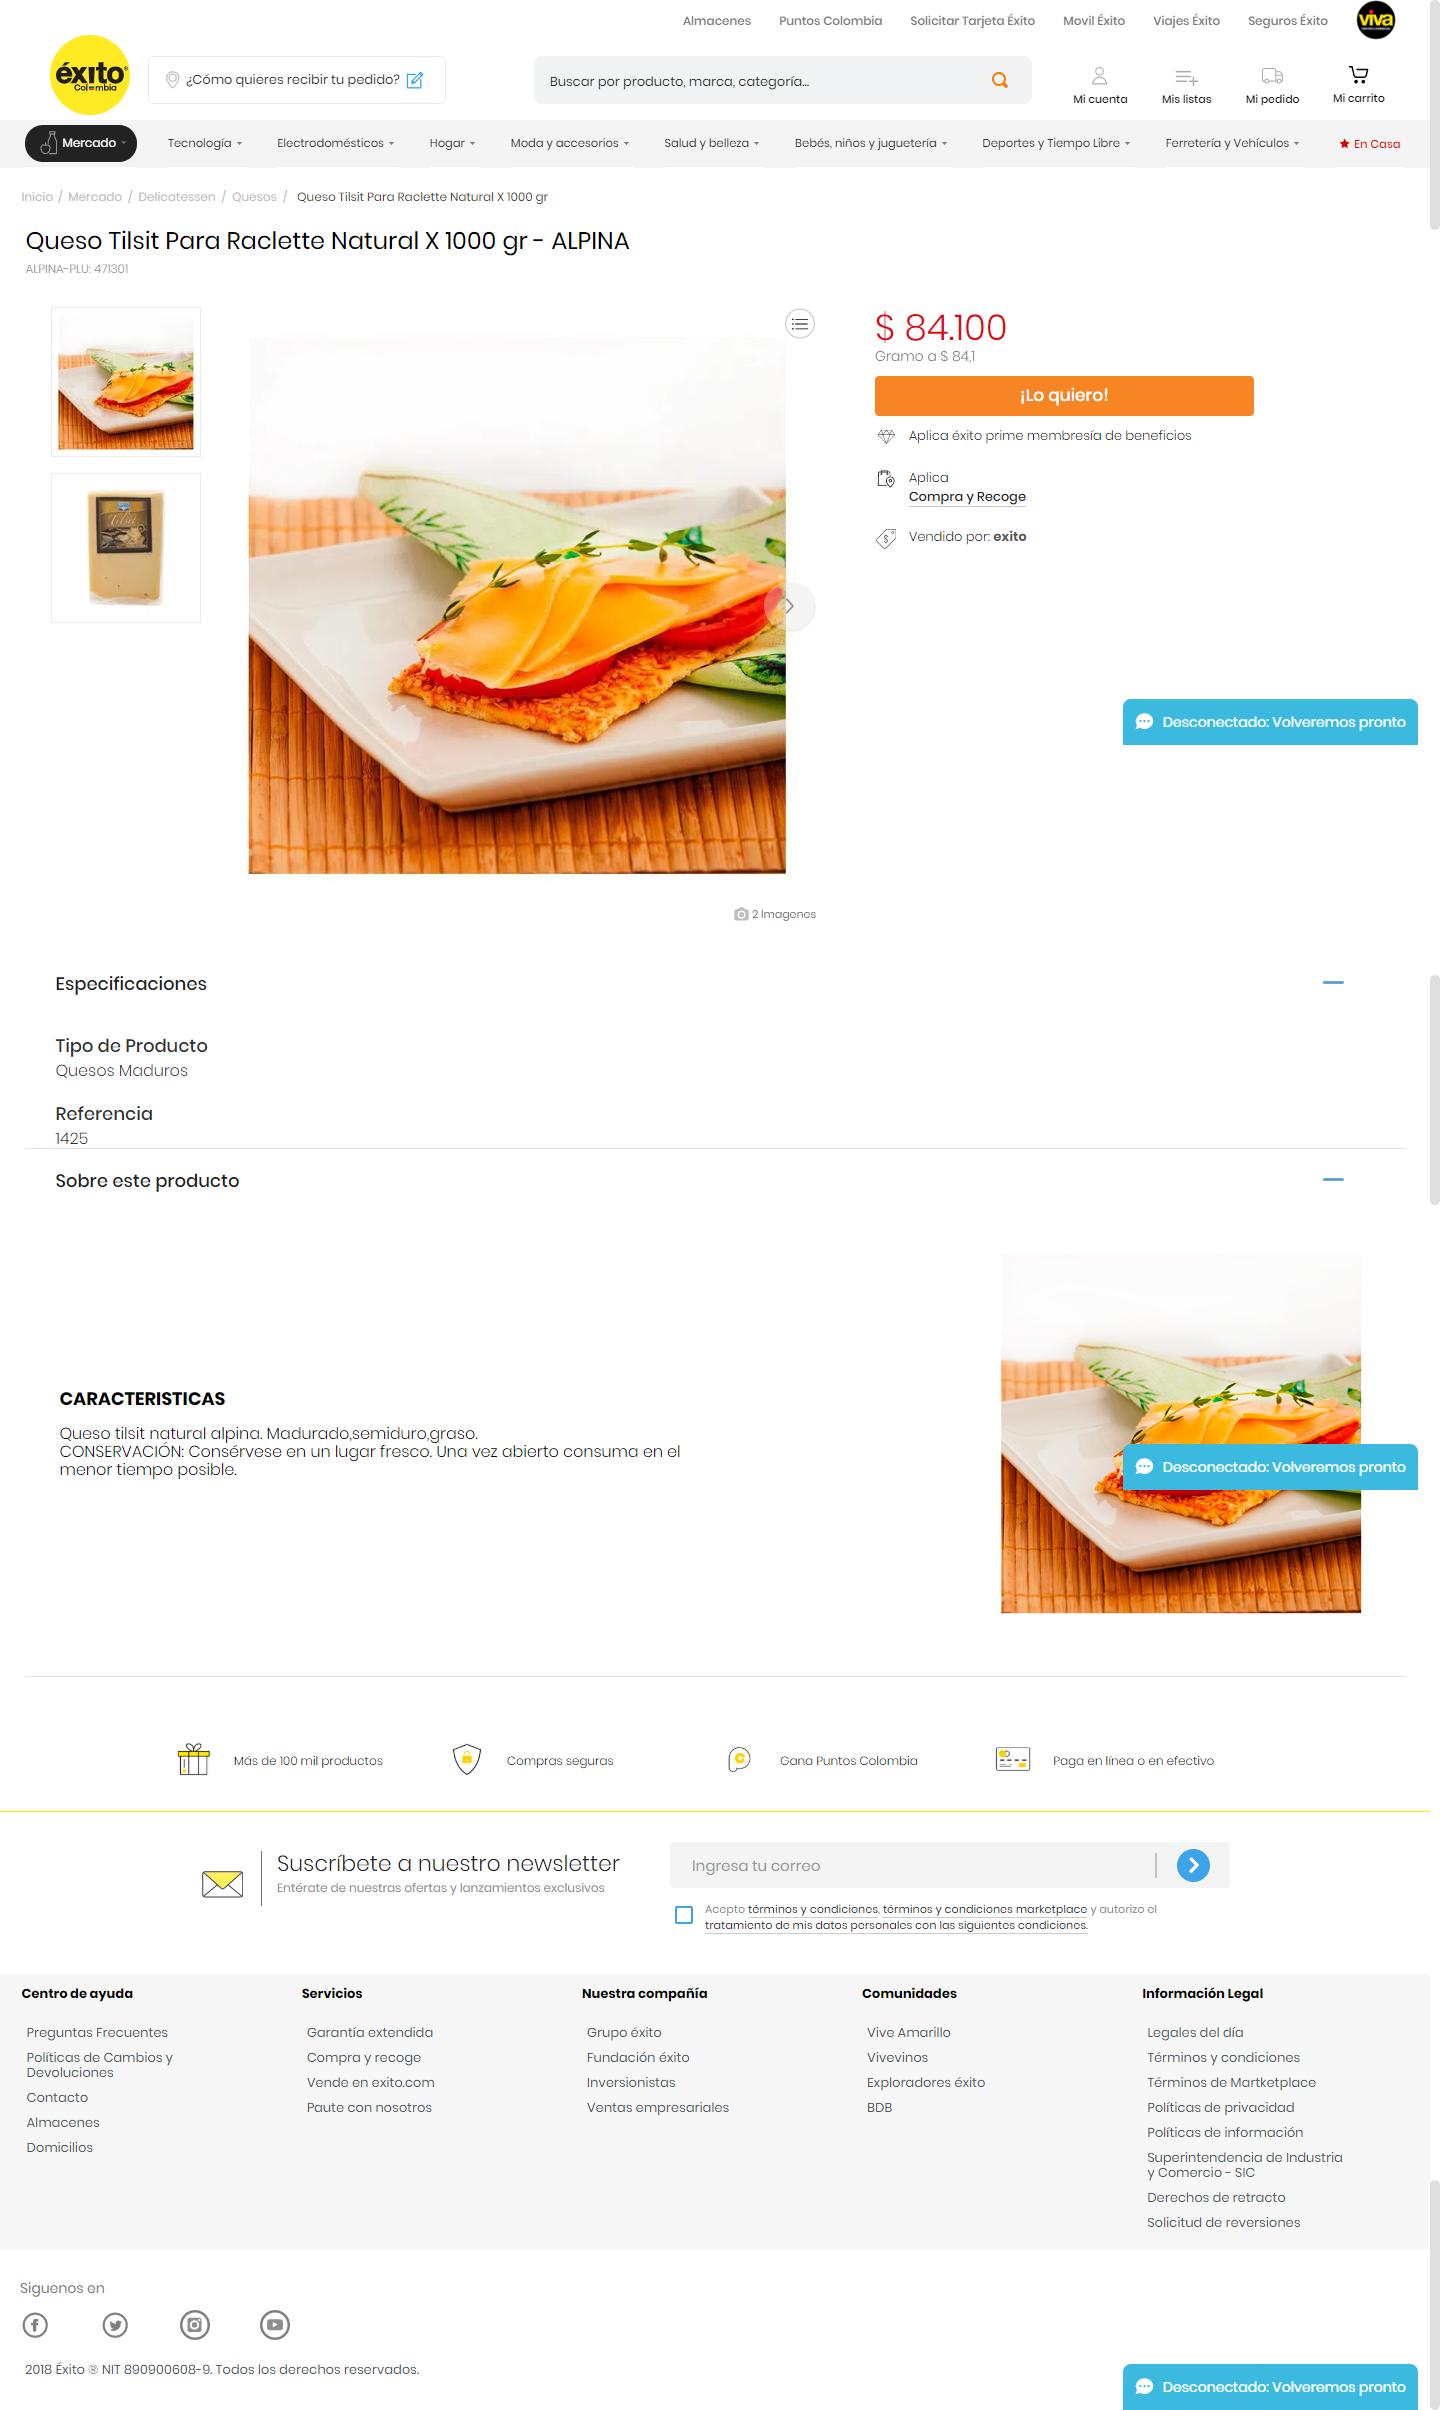 Almacenes
Puntos Colombia
Solicitar Tarjeta Éxito
Movil Éxito
Viajes Éxito
Seguros Éxito
viva
éxito
Colombia
¿Cómo quieres recibir tu pedido?
Buscar por producto, marca, categoría...
Mi cuenta
Mis listas
Mi pedido
Mi carrito
Mercado
Tecnología
Electrodomésticos
Hogar
Moda y accesorios
Salud y belleza
Bebés, niños y juguetería
Deportes y Tiempo Libre
Ferretería y Vehículos
En Casa
Inicio / Mercado / Delicatessen / Quesos / Queso Tilsit Para Raclette Natural X 1000 gr
Queso Tilsit Para Raclette Natural X 1000 gr - ALPINA
ALPINA-PLU: 471301
Tilsit
$ 84.100
Gramo a $ 84,1
¡Lo quiero!
Aplica éxito prime membresía de beneficios
Aplica
Compra y Recoge
Vendido por: exito
Desconectado: Volveremos pronto
2 Imagenes
Especificaciones
Tipo de Producto
Quesos Maduros
Referencia
1425
Sobre este producto
CARACTERISTICAS
Queso tilsit natural alpina. Madurado,semiduro,graso.
CONSERVACIÓN: Consérvese en un lugar fresco. Una vez abierto consuma en el
menor tiempo posible.
Desconectado: Volveremos pronto
Más de 100 mil productos
Compras seguras
Gana Puntos Colombia
Paga en línea o en efectivo
Suscríbete a nuestro newsletter
Entérate de nuestras ofertas y lanzamientos exclusivos
Ingresa tu correo
Acepto términos y condiciones, términos y condiciones marketplace y autorizo el
tratamiento de mis datos personales con las siguientes condiciones.
Centro de ayuda
Preguntas Frecuentes
Políticas de Cambios y
Devoluciones
Contacto
Almacenes
Domicilios
Servicios
Garantía extendida
Compra y recoge
Vende en exito.com
Paute con nosotros
Nuestra compañía
Grupo éxito
Fundación éxito
Inversionistas
Ventas empresariales
Comunidades
Vive Amarillo
Vivevinos
Exploradores éxito
BDB
Información Legal
Legales del día
Términos y condiciones
Términos de Martketplace
Políticas de privacidad
Políticas de información
Superintendencia de Industria
y Comercio - SIC
Derechos de retracto
Solicitud de reversiones
Siguenos en
2018 Éxito ® NIT 890900608-9. Todos los derechos reservados.
Desconectado: Volveremos pronto